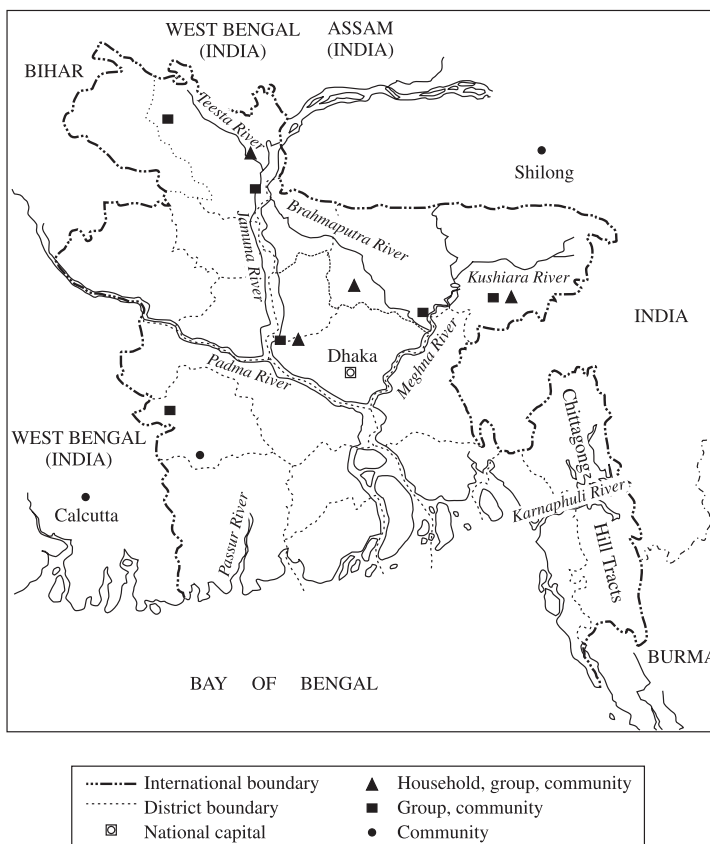 WEST BENGAL
(INDIA)
ASSAM
(INDIA)
BIHAR
Teesta River
Shilong
Jamuna River
Brahmaputra River
Kushiara River
INDIA
Dhaka
Meghna River
Padma River
WEST BENGAL
(INDIA)
Calcutta
Chittagong
Karnaphuli River
Passur River
Hill Tracts
BURMA
BAY OF BENGAL
International boundary
District boundary
National capital
Household, group, community
Group, community
Community